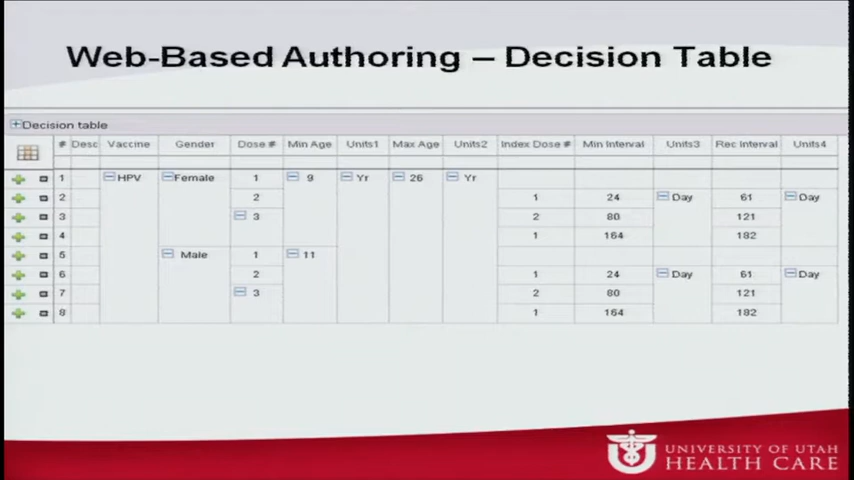 Web-Based Authoring – Decision Table
Decision table
# Desc Vaccine Gender Dose # Min Age Units1 Max Age Units2 Index Dose # Min Interval Units3 Rec Interval Units4
1 HPV Female 1 9 Yr 26 Yr
2 2 1 24 Day 61 Day
3 3 2 80 121
4 1 164 182
5 Male 1 11
6 2 1 24 Day 61 Day
7 3 2 80 121
8 1 164 182
UNIVERSITY OF UTAH
HEALTH CARE